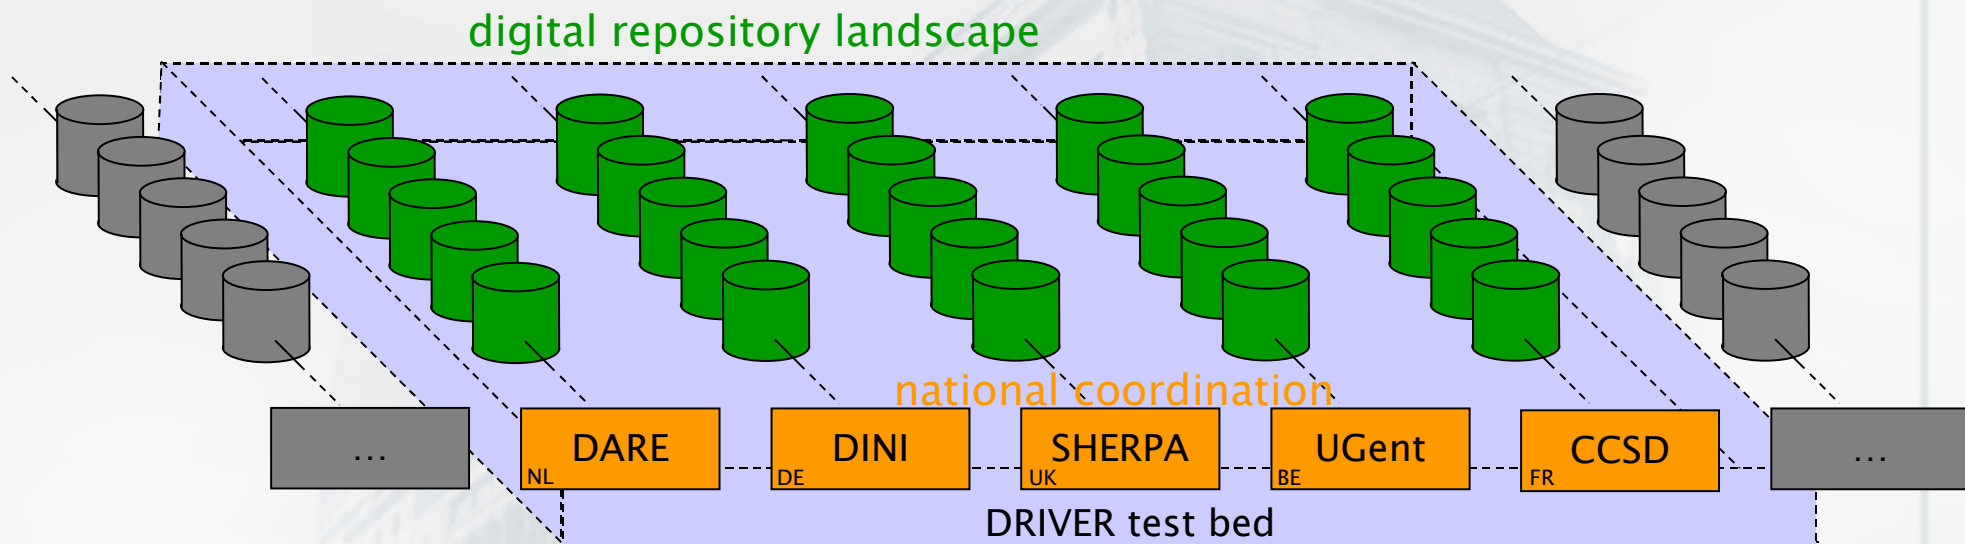 digital repository landscape
national coordination
...
DARE
NL
DINI
DE
SHERPA
UK
UGent
BE
CCSD
FR
...
DRIVER test bed